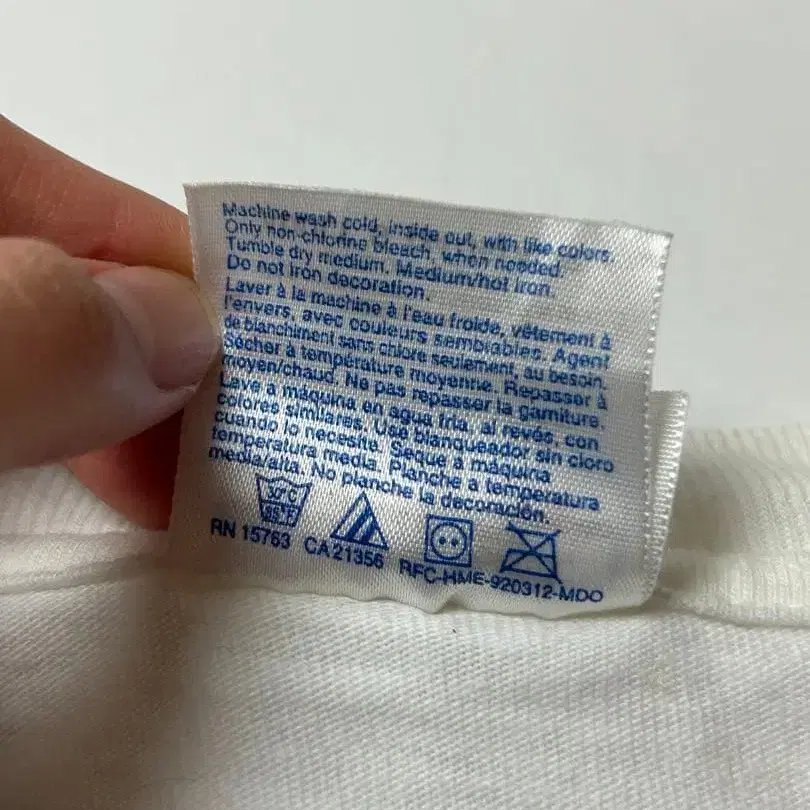 Machine wash cold, inside out, with like colors.
Only non-chlorine bleach, when needed.
Tumble dry medium. Medium/hot iron.
Do not iron decoration.
Laver à la machine à l'eau froide, vêtement à
l'envers, avec couleurs semblables. Agent
de blanchiment sans chlore seulement, au besoin.
Sécher à température moyenne. Repasser à
moyen/chaud. Ne pas repasser la garniture.
Lave a máquina en agua fria, al revés, con
colores similares. Use blanqueador sin cloro
cuando lo necesite. Seque a máquina
temperatura media. Planche a temperatura
media/alta. No planche la decoración.
30°C
85°F
RN 15763 CA 21356 RFC-HME-920312-MDO